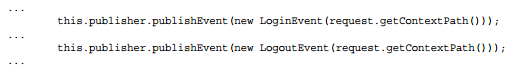 ...
this.publisher.publishEvent(new LoginEvent(request.getContextPath()));
...
this.publisher.publishEvent(new LogoutEvent(request.getContextPath()));
...